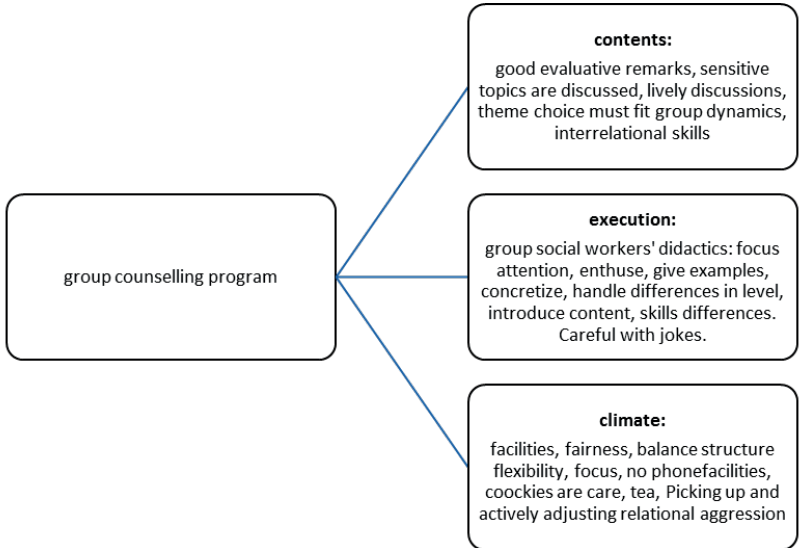 contents:
good evaluative remarks, sensitive
topics are discussed, lively discussions,
theme choice must fit group dynamics,
interrelational skills
group counselling program
execution:
group social workers' didactics: focus
attention, enthuse, give examples,
concretize, handle differences in level,
introduce content, skills differences.
Careful with jokes.
climate:
facilities, fairness, balance structure
flexibility, focus, no phonefacilities,
coockies are care, tea, Picking up and
actively adjusting relational aggression